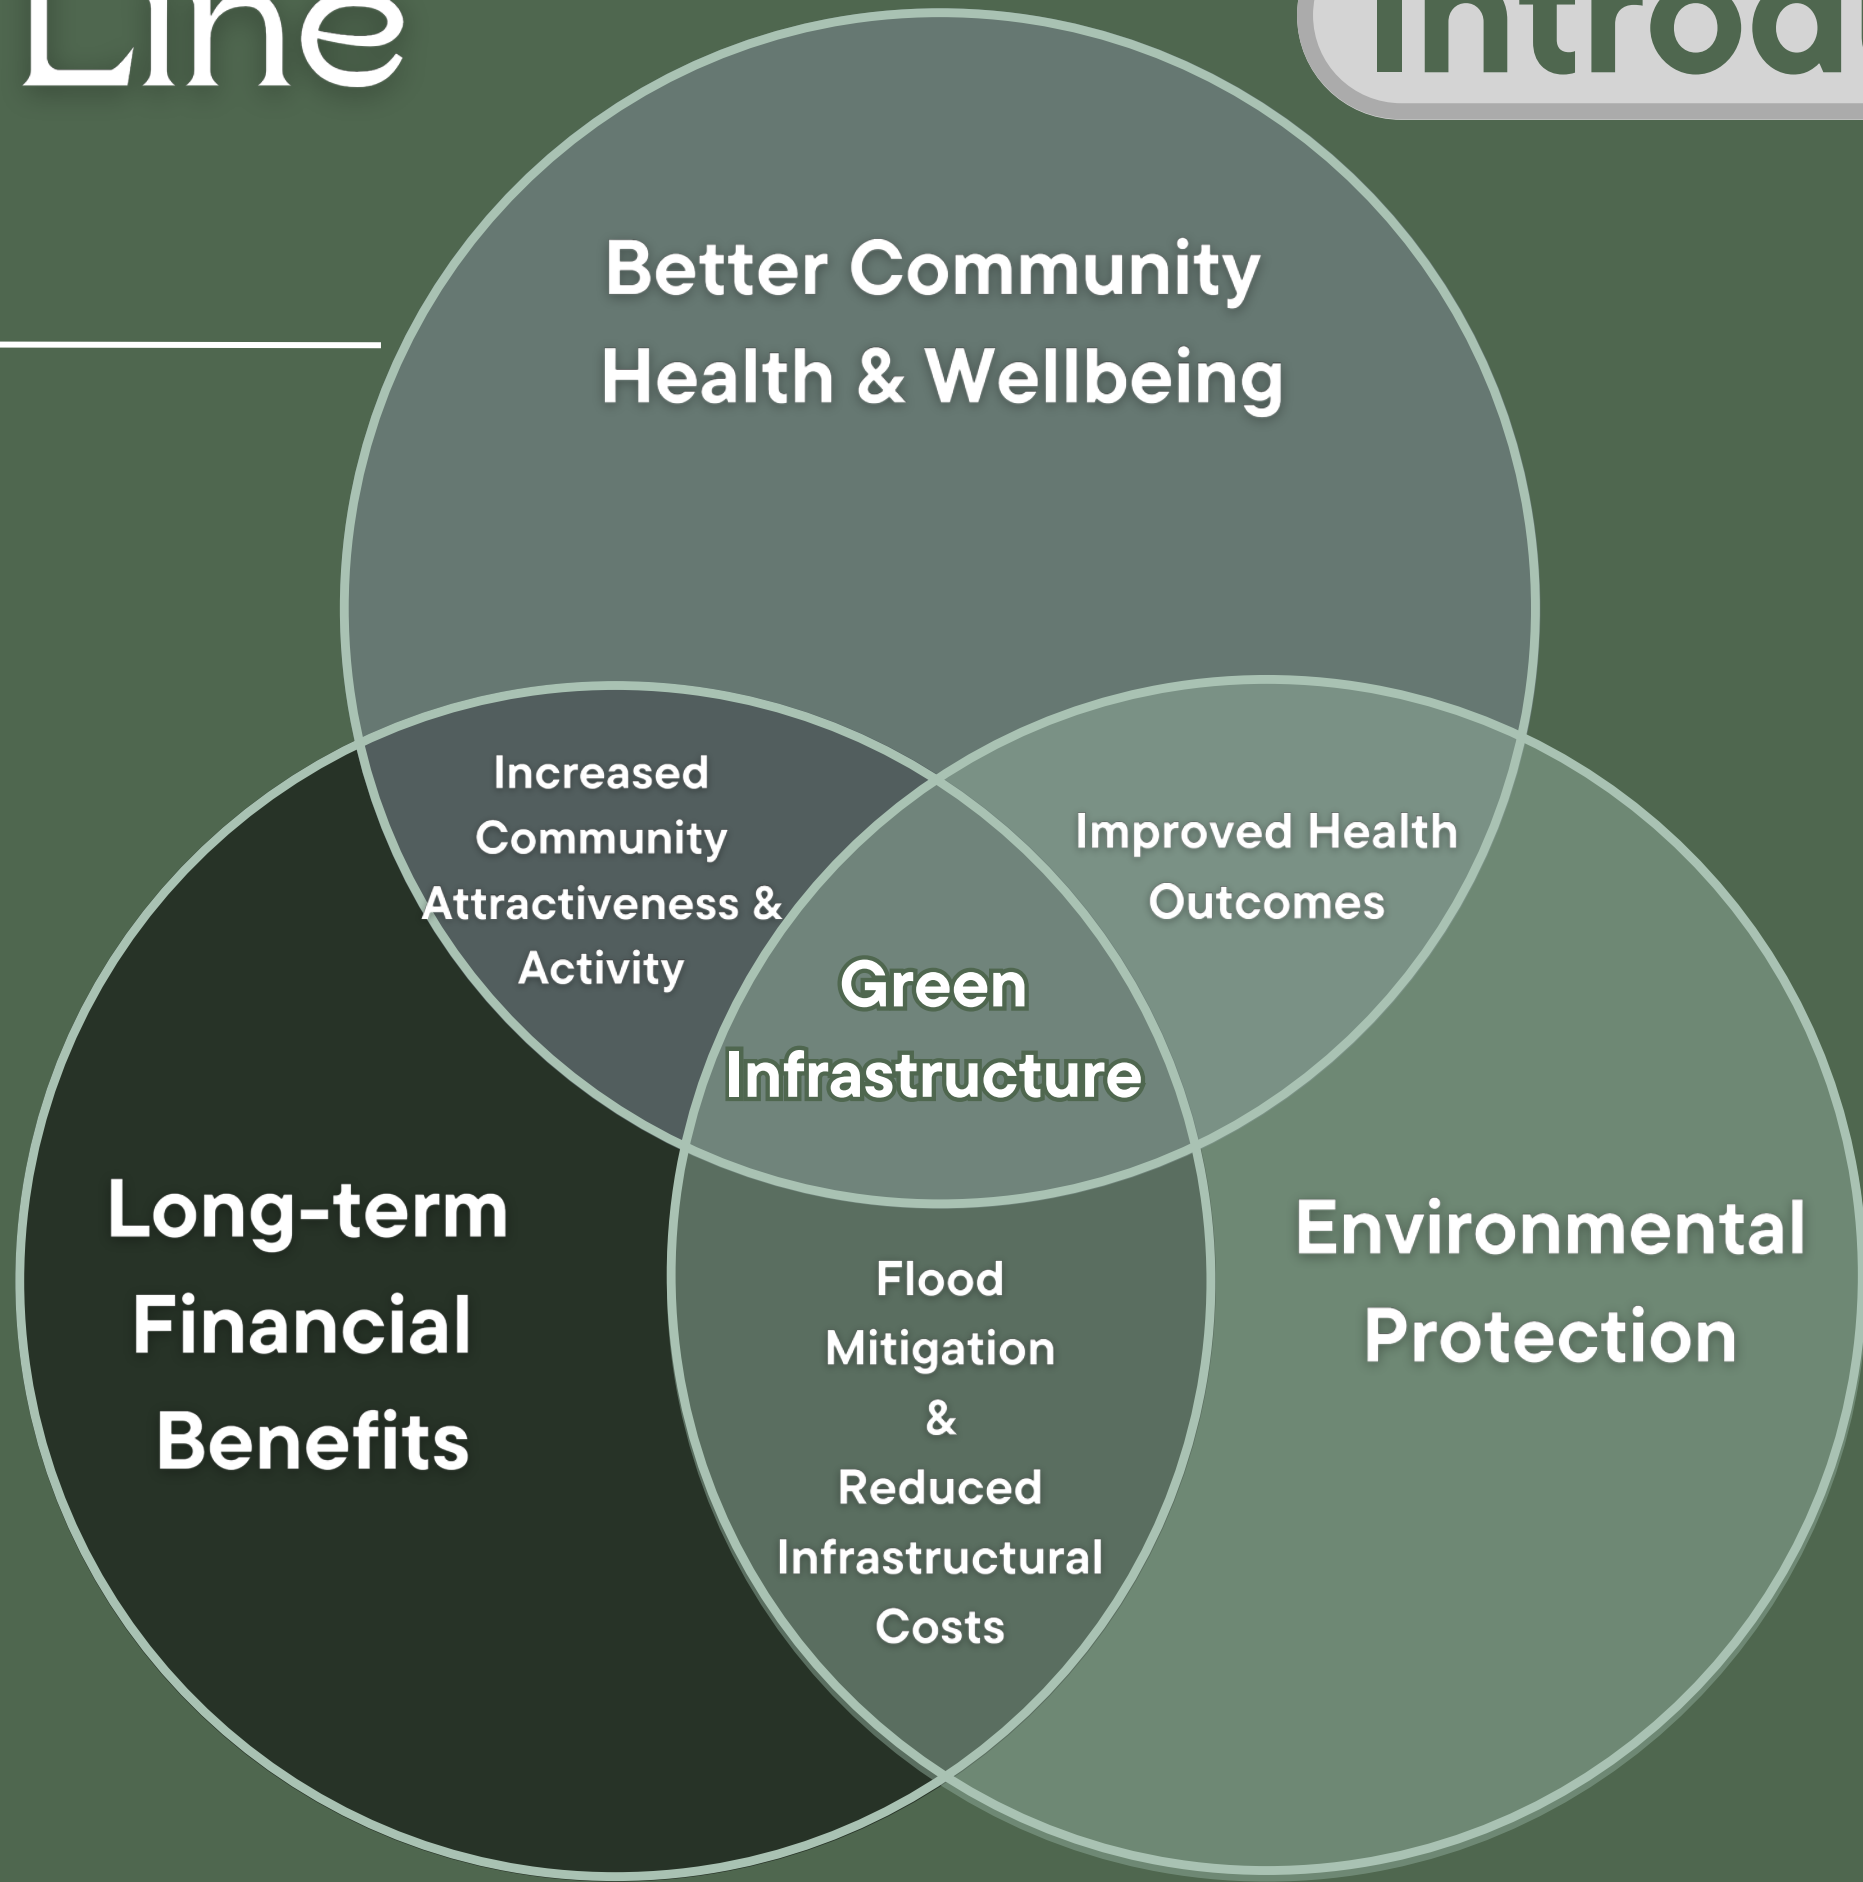 Line
Introd
Better Community
Health & Wellbeing
Increased
Community
Attractiveness &
Activity
Improved Health
Outcomes
Green
Infrastructure
Long-term
Financial
Benefits
Environmental
Protection
Flood
Mitigation
&
Reduced
Infrastructural
Costs